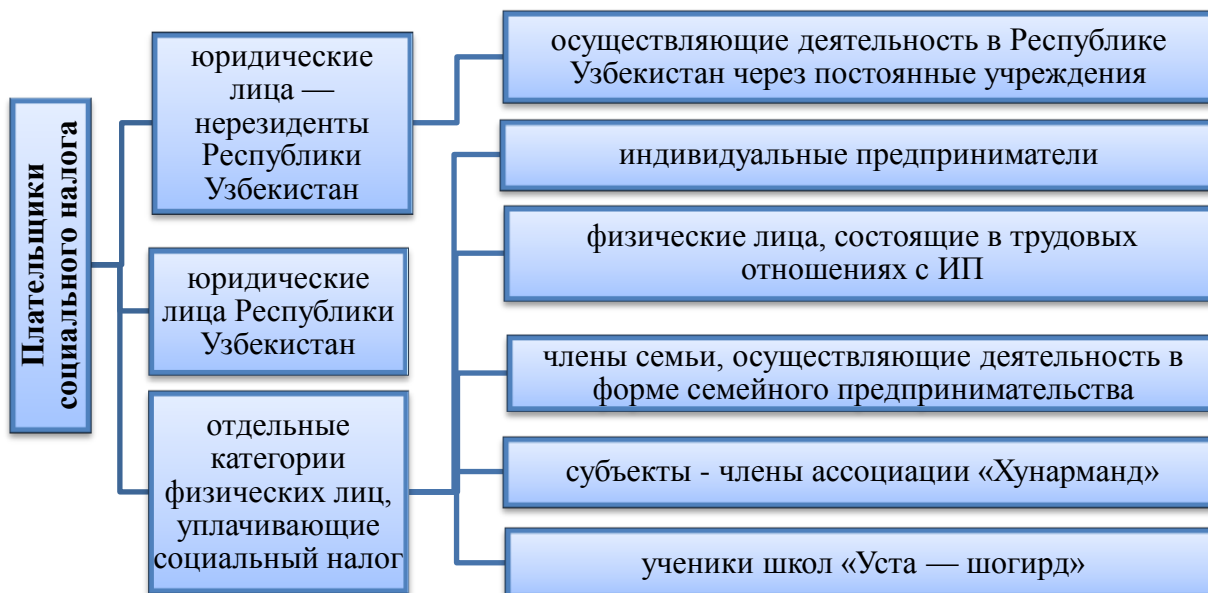 Плательщики
социального налога
юридические
лица —
нерезиденты
Республики
Узбекистан
юридические
лица Республики
Узбекистан
отдельные
категории
физических лиц,
уплачивающие
социальный налог
осуществляющие деятельность в Республике
Узбекистан через постоянные учреждения
индивидуальные предприниматели
физические лица, состоящие в трудовых
отношениях с ИП
члены семьи, осуществляющие деятельность в
форме семейного предпринимательства
субъекты - члены ассоциации «Хунарманд»
ученики школ «Уста — шогирд»